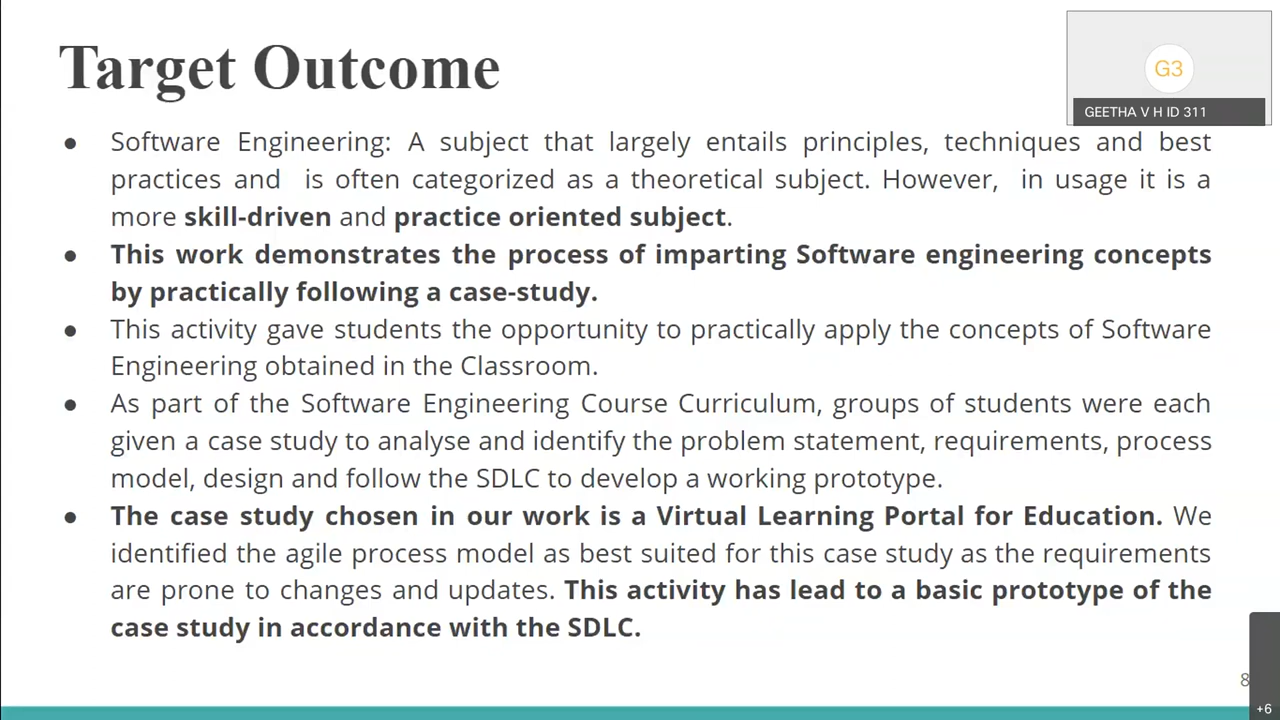 Target Outcome
G3
GEETHA V H ID 311
● Software Engineering: A subject that largely entails principles, techniques and best
practices and is often categorized as a theoretical subject. However, in usage it is a
more skill-driven and practice oriented subject.
● This work demonstrates the process of imparting Software engineering concepts
by practically following a case-study.
● This activity gave students the opportunity to practically apply the concepts of Software
Engineering obtained in the Classroom.
● As part of the Software Engineering Course Curriculum, groups of students were each
given a case study to analyse and identify the problem statement, requirements, process
model, design and follow the SDLC to develop a working prototype.
● The case study chosen in our work is a Virtual Learning Portal for Education. We
identified the agile process model as best suited for this case study as the requirements
are prone to changes and updates. This activity has lead to a basic prototype of the
case study in accordance with the SDLC.
8
+6